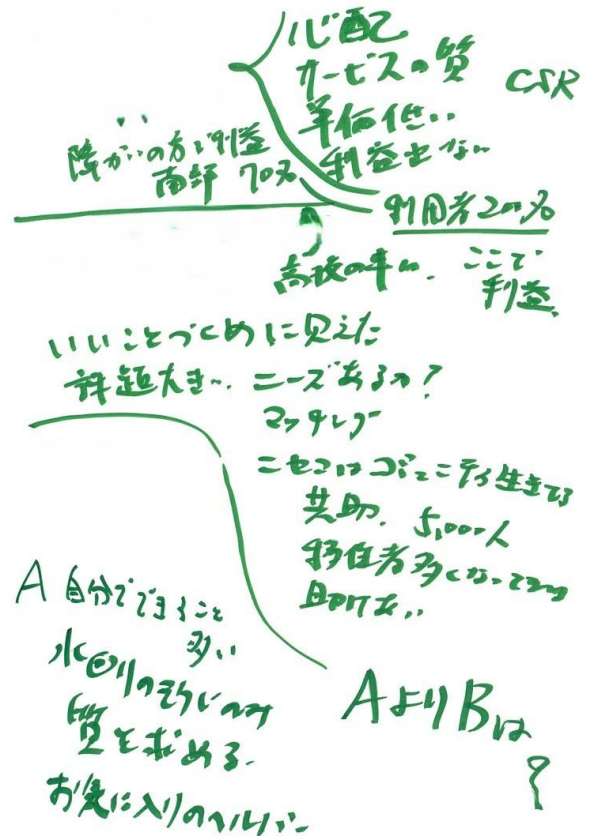 心配
サービスの質
単価低い
利益出ない
CSR
障がいの方で利益
両評 70%
利用者20%
高校の年
ここで
利益
いいことづくめに見えた
課題大きい
ニーズあるの?
マッチング
ニセコはコミュニティ生きてる
共助 5,000人
移住者多くなってる
助け合い
A 自分でできること
多い
水回りのそうじのみ
質を求める
お気に入りのヘルパー
AよりBは
?